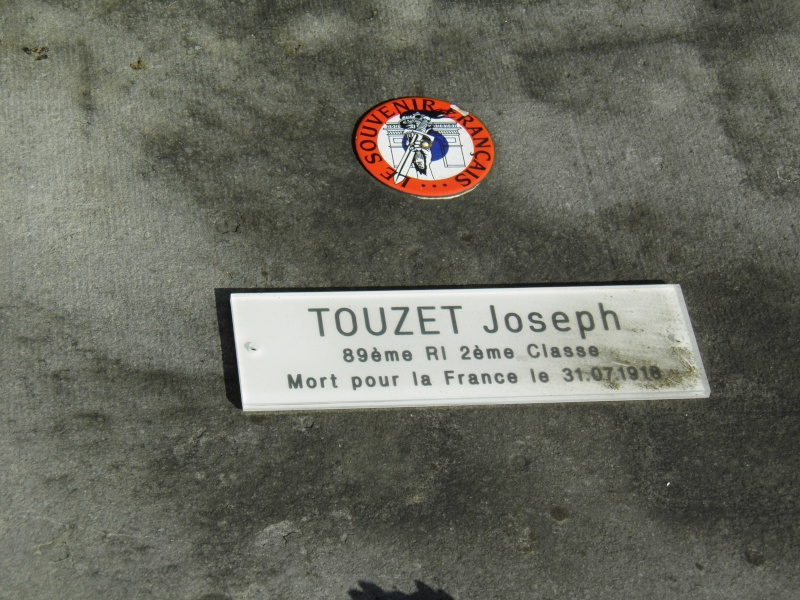 LE SOUVENIR FRANÇAIS...
TOUZET Joseph
89ème RI 2ème Classe
Mort pour la France le 31.07.1918